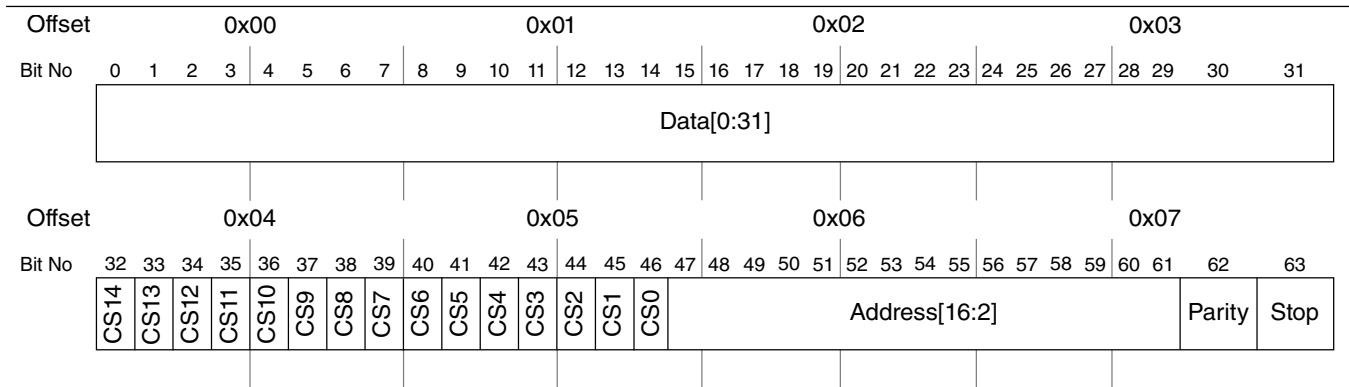 Offset 0x00 0x01 0x02 0x03
Bit No 0 1 2 3 4 5 6 7 8 9 10 11 12 13 14 15 16 17 18 19 20 21 22 23 24 25 26 27 28 29 30 31
Data[0:31]
Offset 0x04 0x05 0x06 0x07
Bit No 32 33 34 35 36 37 38 39 40 41 42 43 44 45 46 47 48 49 50 51 52 53 54 55 56 57 58 59 60 61 62 63
CS14 CS13 CS12 CS11 CS10 CS9 CS8 CS7 CS6 CS5 CS4 CS3 CS2 CS1 CS0 Address[16:2] Parity Stop